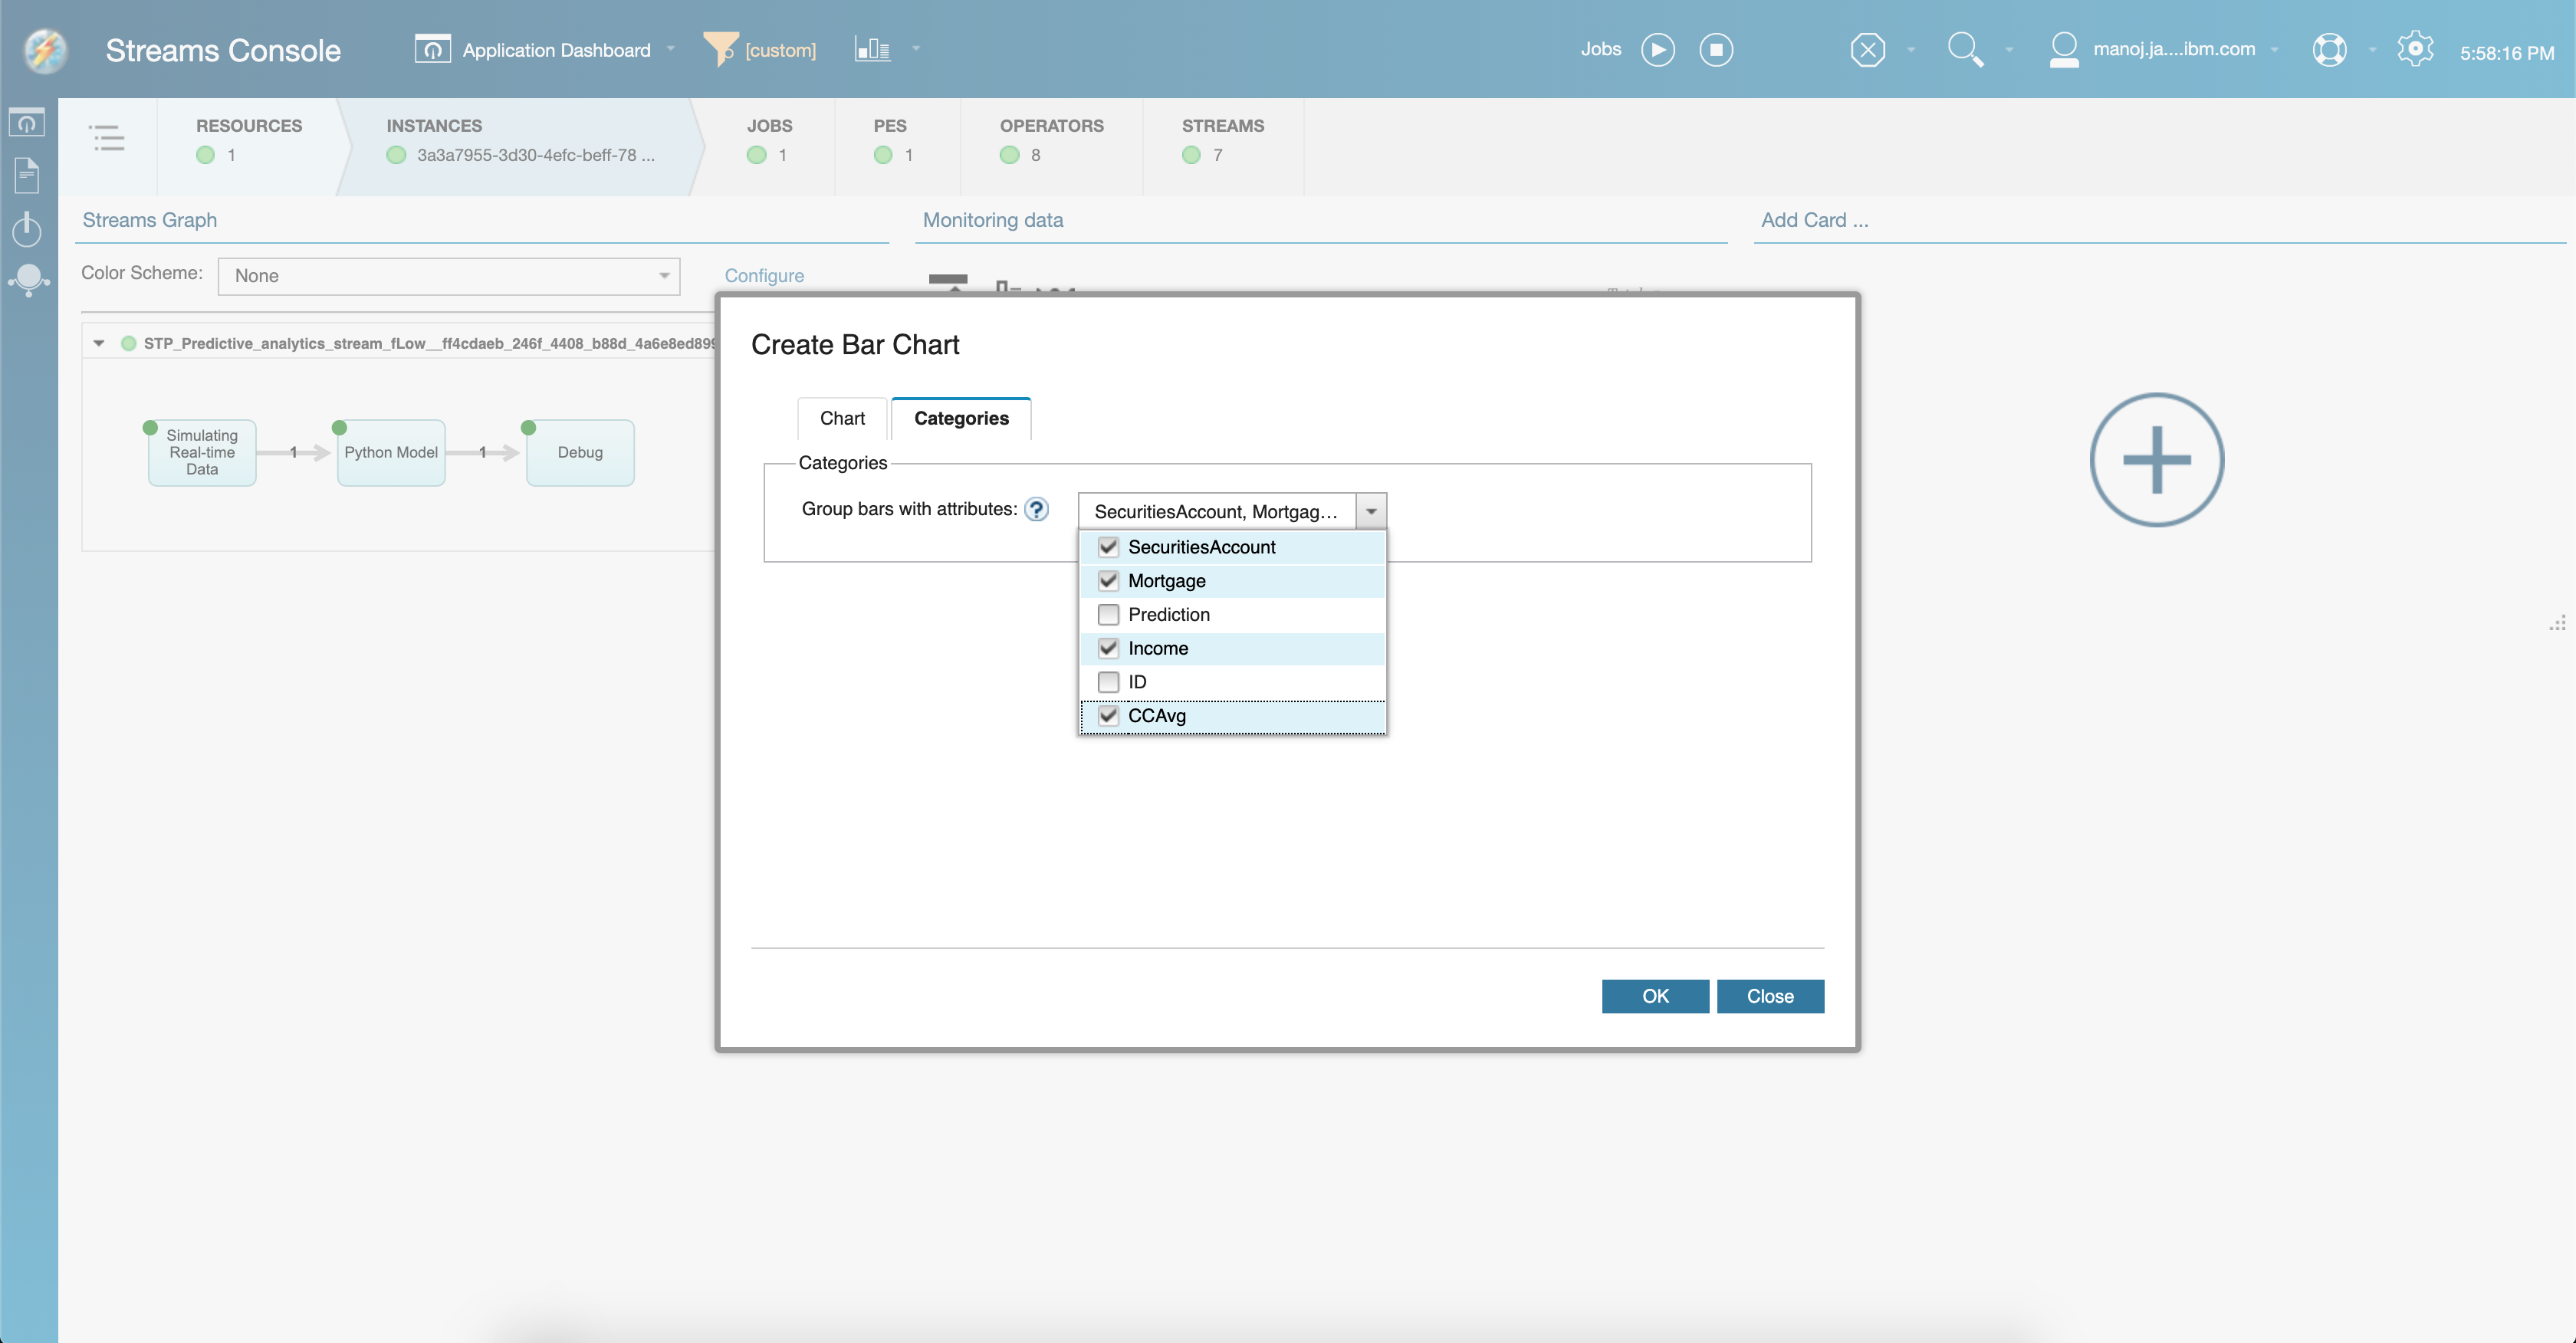 Streams Console
Application Dashboard
[custom]
Jobs
manoj.ja....ibm.com
5:58:16 PM
RESOURCES
1
INSTANCES
3a3a7955-3d30-4efc-beff-78 ...
JOBS
1
PES
1
OPERATORS
8
STREAMS
7
Streams Graph
Monitoring data
Add Card ...
Color Scheme:
None
Configure
STP_Predictive_analytics_stream_fLow__ff4cdaeb_246f_4408_b88d_4a6e8ed899
Simulating
Real-time
Data
1
Python Model
1
Debug
Create Bar Chart
Chart
Categories
Categories
Group bars with attributes:
?
SecuritiesAccount, Mortgag...
SecuritiesAccount
Mortgage
Prediction
Income
ID
CCAvg
OK
Close